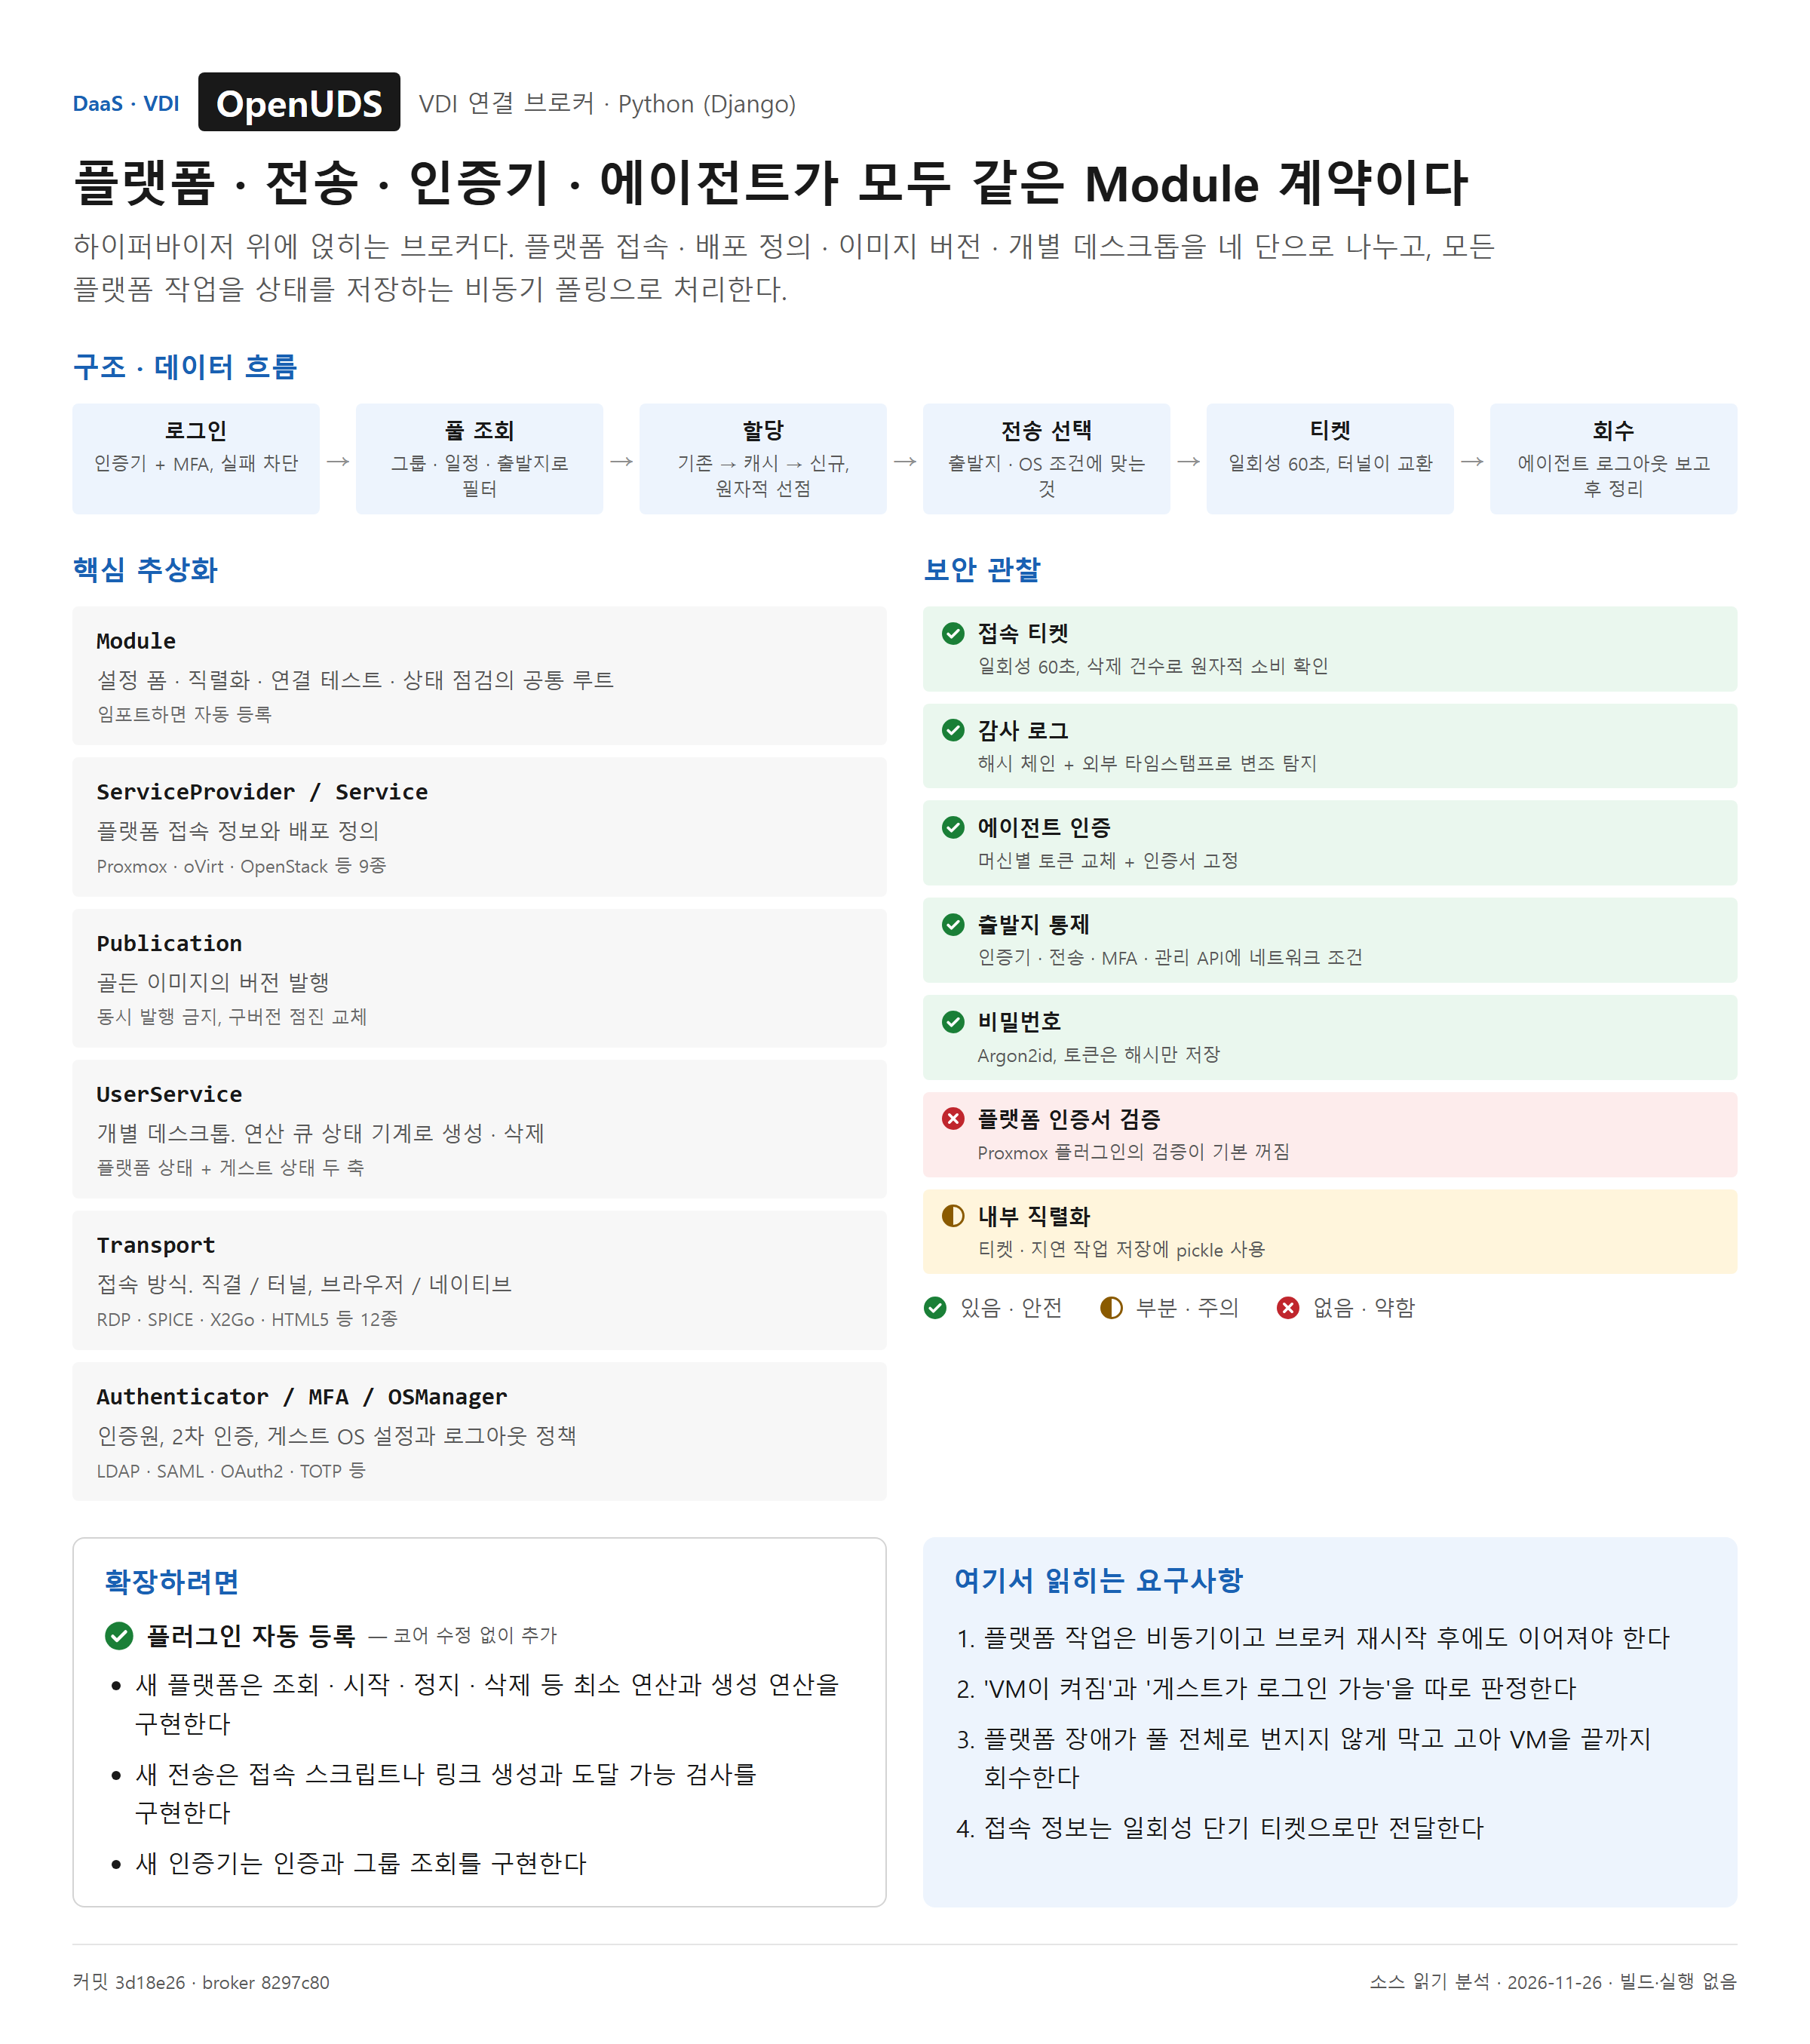 DaaS · VDI OpenUDS VDI 연결 브로커 · Python (Django)
플랫폼 · 전송 · 인증기 · 에이전트가 모두 같은 Module 계약이다
하이퍼바이저 위에 얹히는 브로커다. 플랫폼 접속 · 배포 정의 · 이미지 버전 · 개별 데스크톱을 네 단으로 나누고, 모든
플랫폼 작업을 상태를 저장하는 비동기 폴링으로 처리한다.
구조 · 데이터 흐름
로그인
인증기 + MFA, 실패 차단
→
풀 조회
그룹 · 일정 · 출발지로
필터
→
할당
기존 → 캐시 → 신규,
원자적 선점
→
전송 선택
출발지 · OS 조건에 맞는
것
→
티켓
일회성 60초, 터널이 교환
→
회수
에이전트 로그아웃 보고
후 정리
핵심 추상화
Module
설정 폼 · 직렬화 · 연결 테스트 · 상태 점검의 공통 루트
임포트하면 자동 등록
ServiceProvider / Service
플랫폼 접속 정보와 배포 정의
Proxmox · oVirt · OpenStack 등 9종
Publication
골든 이미지의 버전 발행
동시 발행 금지, 구버전 점진 교체
UserService
개별 데스크톱. 연산 큐 상태 기계로 생성 · 삭제
플랫폼 상태 + 게스트 상태 두 축
Transport
접속 방식. 직결 / 터널, 브라우저 / 네이티브
RDP · SPICE · X2Go · HTML5 등 12종
Authenticator / MFA / OSManager
인증원, 2차 인증, 게스트 OS 설정과 로그아웃 정책
LDAP · SAML · OAuth2 · TOTP 등
보안 관찰
접속 티켓
일회성 60초, 삭제 건수로 원자적 소비 확인
감사 로그
해시 체인 + 외부 타임스탬프로 변조 탐지
에이전트 인증
머신별 토큰 교체 + 인증서 고정
출발지 통제
인증기 · 전송 · MFA · 관리 API에 네트워크 조건
비밀번호
Argon2id, 토큰은 해시만 저장
플랫폼 인증서 검증
Proxmox 플러그인의 검증이 기본 꺼짐
내부 직렬화
티켓 · 지연 작업 저장에 pickle 사용
있음 · 안전 부분 · 주의 없음 · 약함
확장하려면
플러그인 자동 등록 — 코어 수정 없이 추가
• 새 플랫폼은 조회 · 시작 · 정지 · 삭제 등 최소 연산과 생성 연산을
구현한다
• 새 전송은 접속 스크립트나 링크 생성과 도달 가능 검사를
구현한다
• 새 인증기는 인증과 그룹 조회를 구현한다
여기서 읽히는 요구사항
1. 플랫폼 작업은 비동기이고 브로커 재시작 후에도 이어져야 한다
2. 'VM이 켜짐'과 '게스트가 로그인 가능'을 따로 판정한다
3. 플랫폼 장애가 풀 전체로 번지지 않게 막고 고아 VM을 끝까지
회수한다
4. 접속 정보는 일회성 단기 티켓으로만 전달한다
커밋 3d18e26 · broker 8297c80
소스 읽기 분석 · 2026-11-26 · 빌드·실행 없음